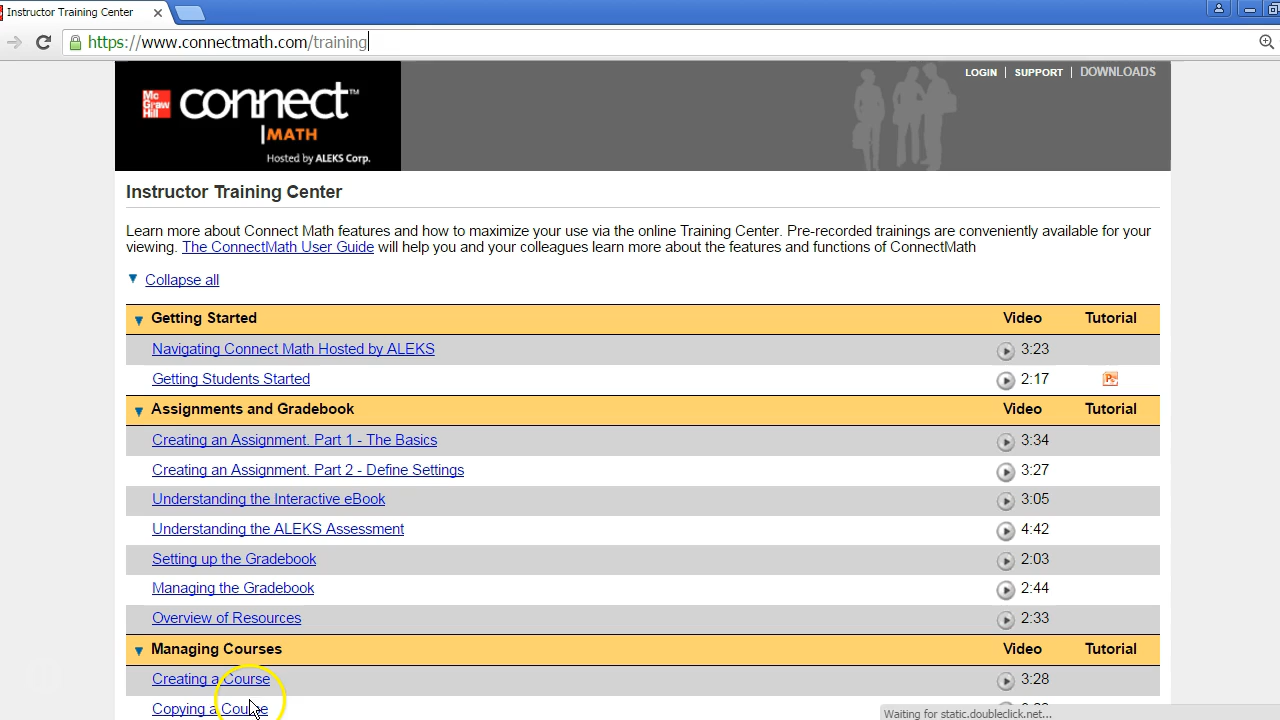 Instructor Training Center
https://www.connectmath.com/training
LOGIN | SUPPORT | DOWNLOADS
Mc Graw Hill
connect™
|MATH
Hosted by ALEKS Corp.
Instructor Training Center
Learn more about Connect Math features and how to maximize your use via the online Training Center. Pre-recorded trainings are conveniently available for your
viewing. The ConnectMath User Guide will help you and your colleagues learn more about the features and functions of ConnectMath
Collapse all
Getting Started Video Tutorial
Navigating Connect Math Hosted by ALEKS 3:23
Getting Students Started 2:17
Assignments and Gradebook Video Tutorial
Creating an Assignment. Part 1 - The Basics 3:34
Creating an Assignment. Part 2 - Define Settings 3:27
Understanding the Interactive eBook 3:05
Understanding the ALEKS Assessment 4:42
Setting up the Gradebook 2:03
Managing the Gradebook 2:44
Overview of Resources 2:33
Managing Courses Video Tutorial
Creating a Course 3:28
Copying a Course
Waiting for static.doubleclick.net...